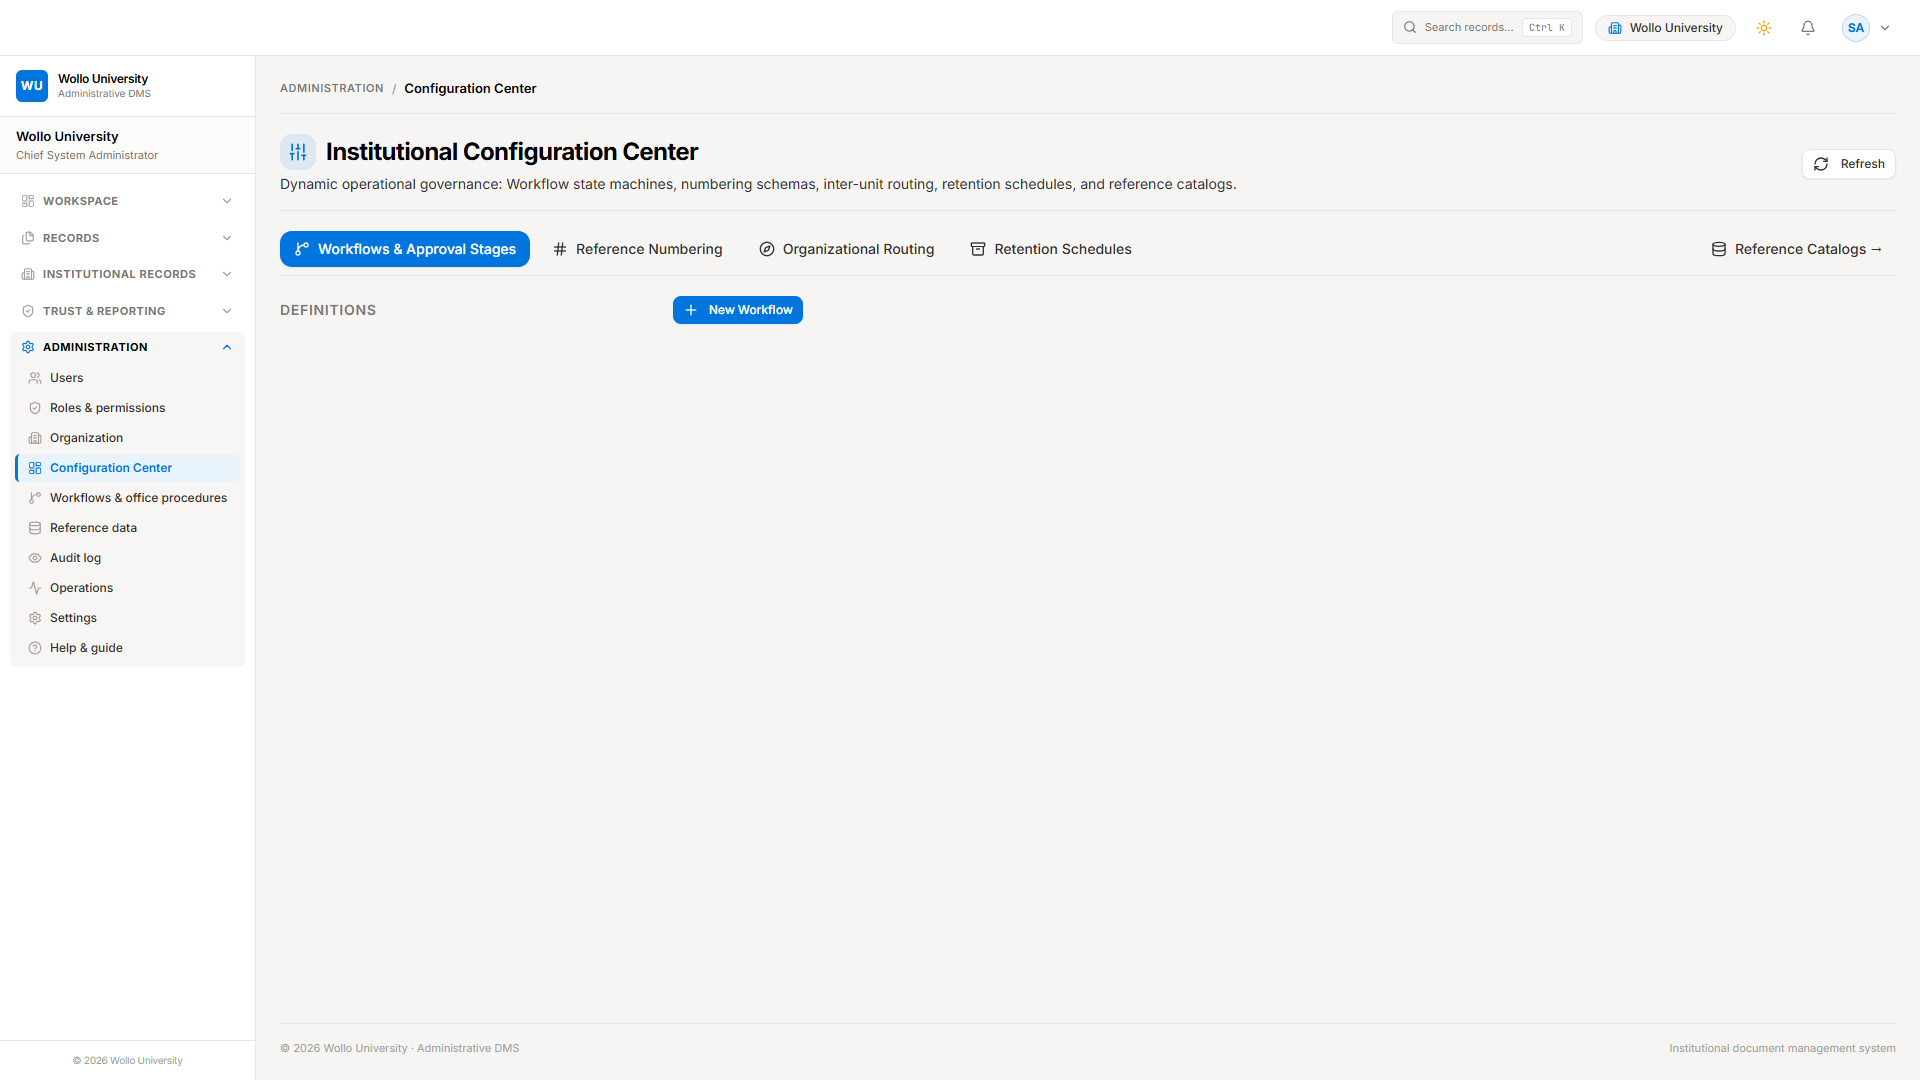 Search records... Ctrl K
Wollo University
SA
WU
Wollo University
Administrative DMS
Wollo University
Chief System Administrator
WORKSPACE
RECORDS
INSTITUTIONAL RECORDS
TRUST & REPORTING
ADMINISTRATION
Users
Roles & permissions
Organization
Configuration Center
Workflows & office procedures
Reference data
Audit log
Operations
Settings
Help & guide
© 2026 Wollo University
ADMINISTRATION / Configuration Center
Institutional Configuration Center
Dynamic operational governance: Workflow state machines, numbering schemas, inter-unit routing, retention schedules, and reference catalogs.
Refresh
Workflows & Approval Stages
Reference Numbering
Organizational Routing
Retention Schedules
Reference Catalogs →
DEFINITIONS
New Workflow
© 2026 Wollo University · Administrative DMS
Institutional document management system